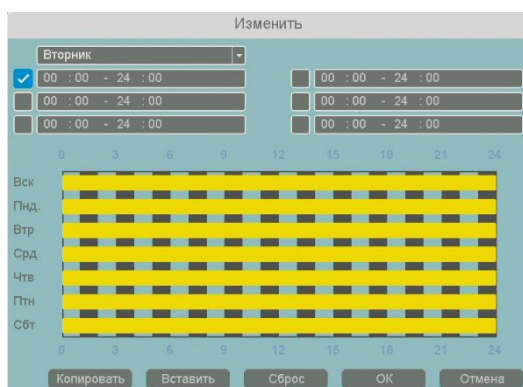 Изменить
Вторник
00 : 00 - 24 : 00 00 : 00 - 24 : 00
00 : 00 - 24 : 00 00 : 00 - 24 : 00
00 : 00 - 24 : 00 00 : 00 - 24 : 00
0 3 6 9 12 15 18 21 24
Вск
Пнд.
Втр
Срд
Чтв
Птн
Сбт
0 3 6 9 12 15 18 21 24
Копировать Вставить Сброс ОК Отмена